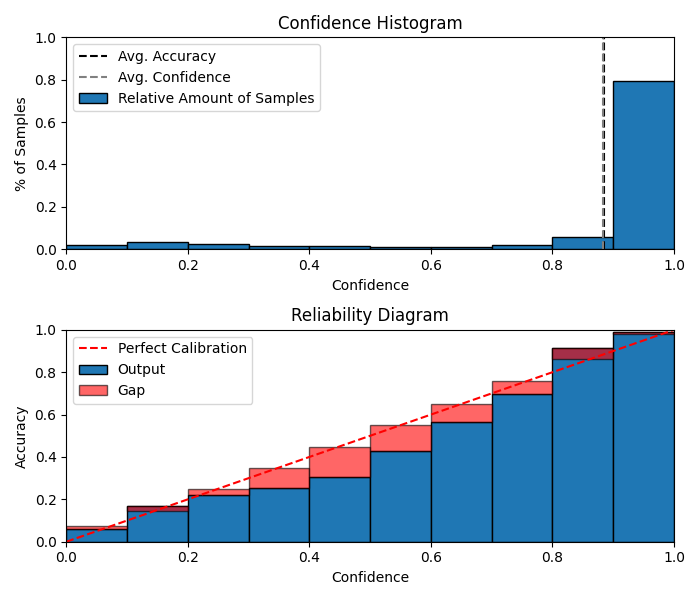 Confidence Histogram
1.0
0.8
0.6
0.4
0.2
0.0
% of Samples
Avg. Accuracy
Avg. Confidence
Relative Amount of Samples
0.0 0.2 0.4 0.6 0.8 1.0
Confidence
Reliability Diagram
1.0
0.8
0.6
0.4
0.2
0.0
Accuracy
Perfect Calibration
Output
Gap
0.0 0.2 0.4 0.6 0.8 1.0
Confidence